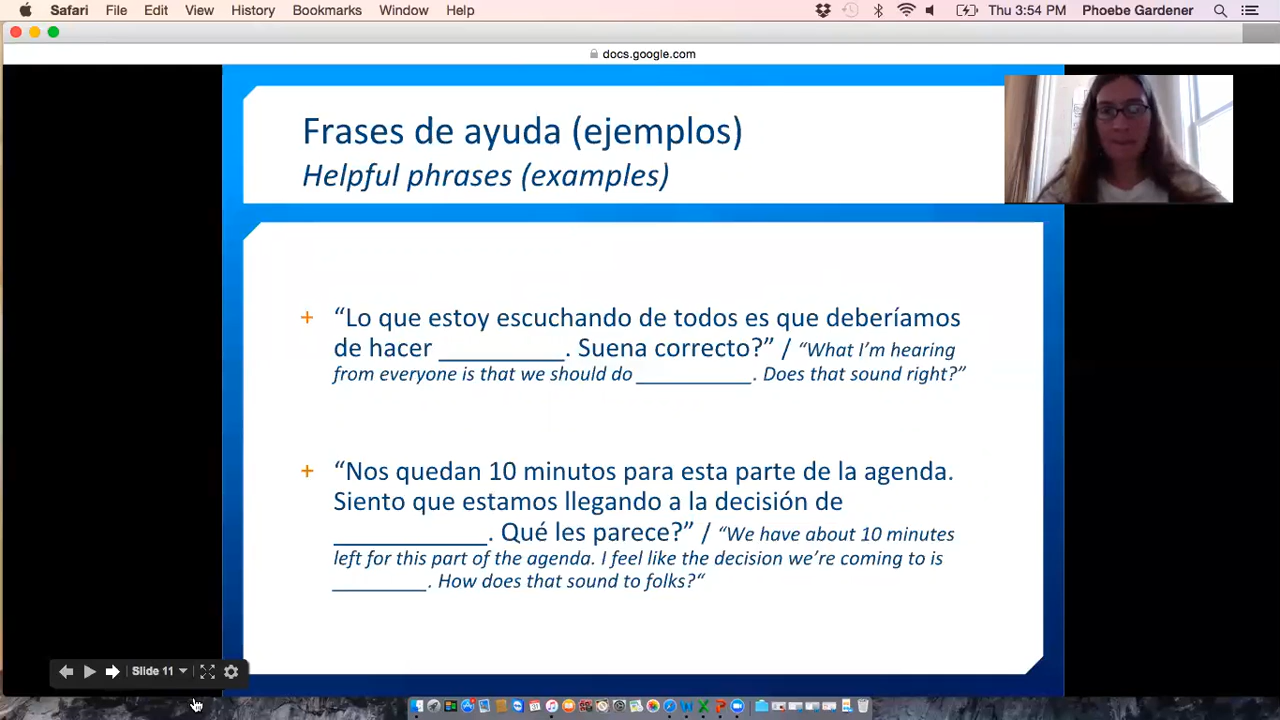 Safari File Edit View History Bookmarks Window Help Thu 3:54 PM Phoebe Gardener
docs.google.com
Frases de ayuda (ejemplos)
Helpful phrases (examples)
+ “Lo que estoy escuchando de todos es que deberíamos
de hacer __________. Suena correcto?” / “What I’m hearing
from everyone is that we should do ___________. Does that sound right?”
+ “Nos quedan 10 minutos para esta parte de la agenda.
Siento que estamos llegando a la decisión de
____________. Qué les parece?” / “We have about 10 minutes
left for this part of the agenda. I feel like the decision we’re coming to is
_________. How does that sound to folks?“
Slide 11